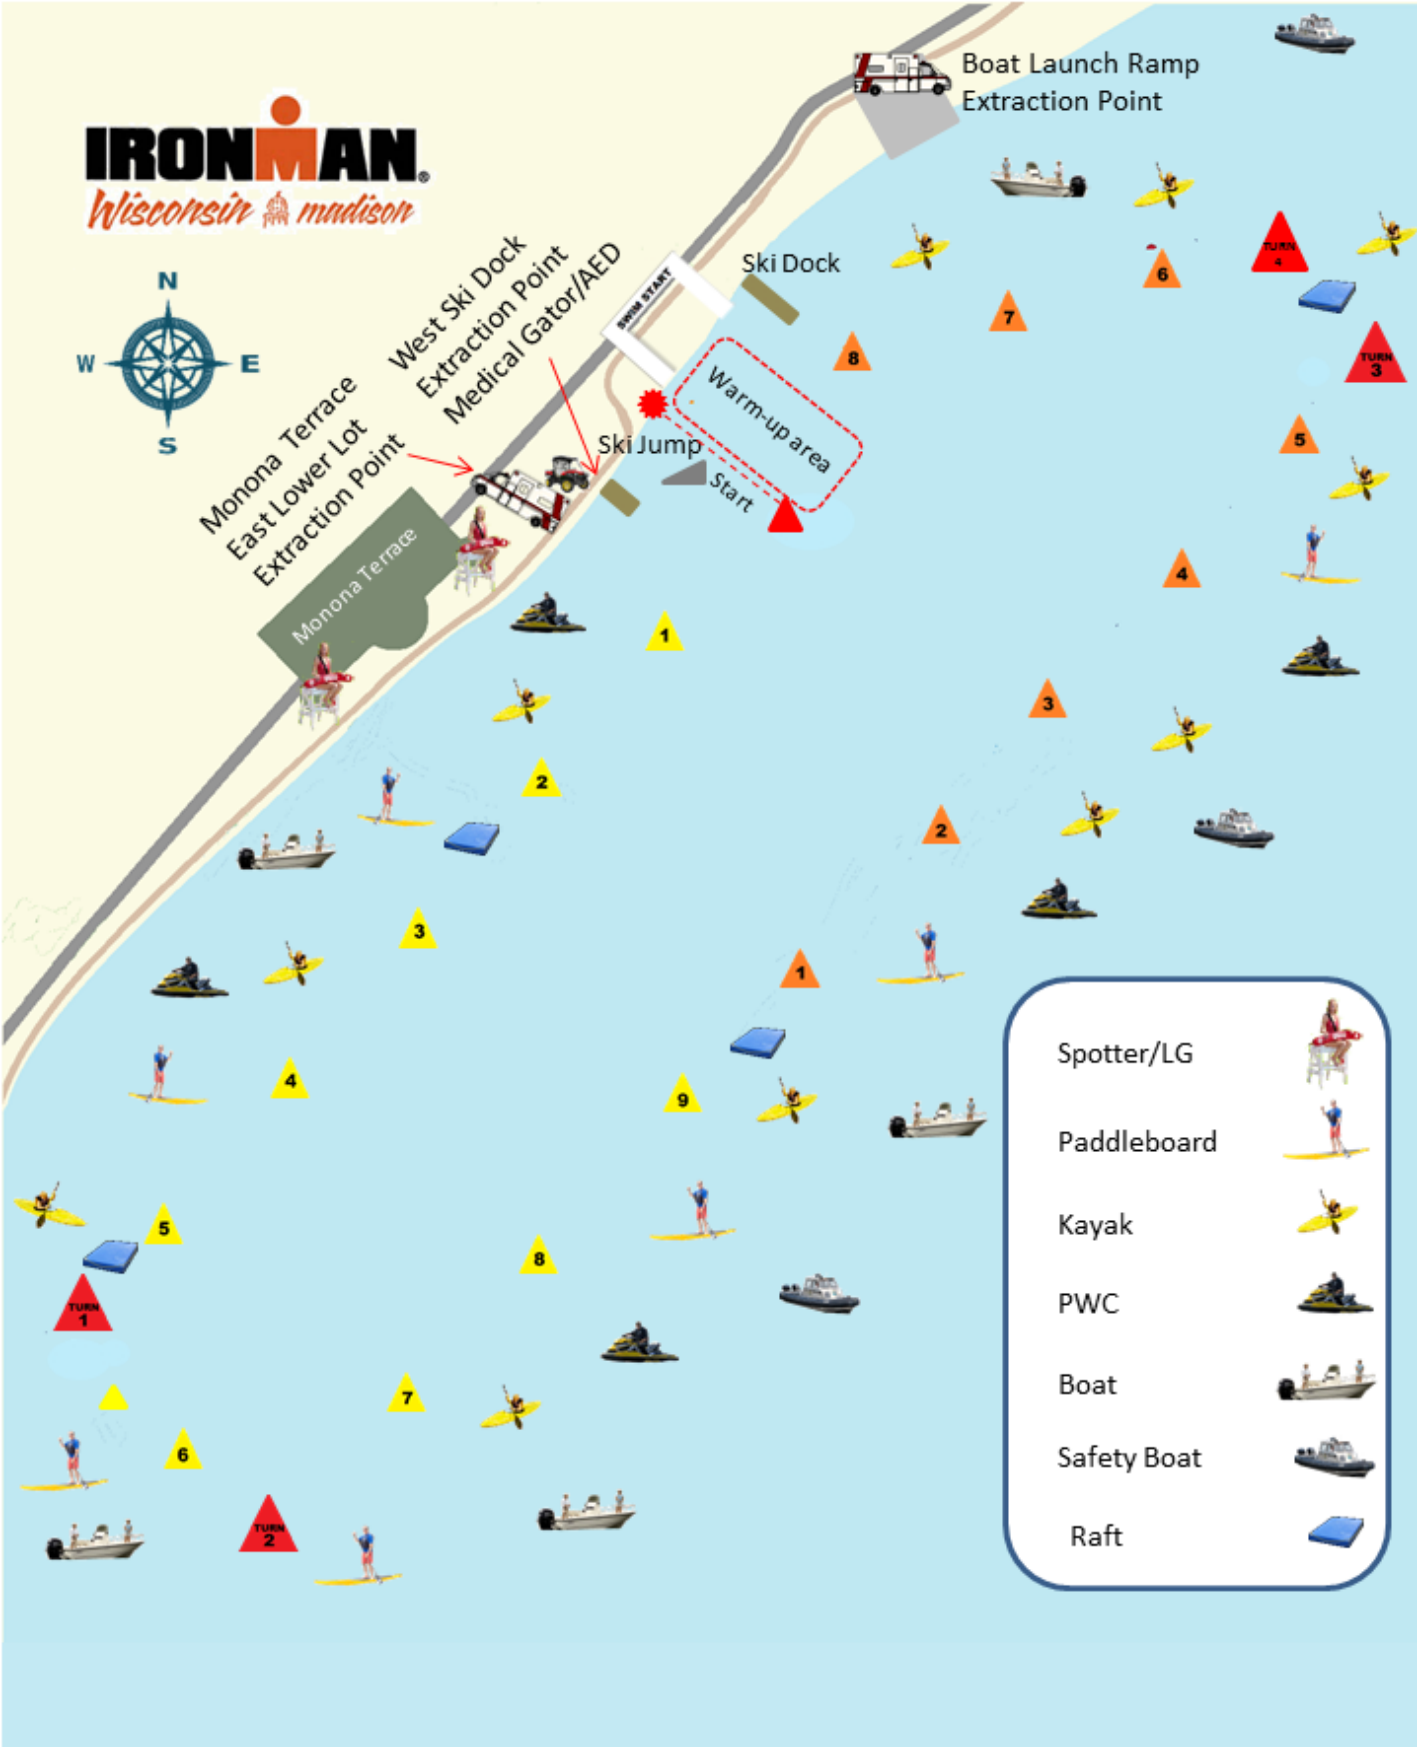 Boat Launch Ramp
Extraction Point
IRONMAN®
Wisconsin madison
N
W E
S
West Ski Dock
Extraction Point
Medical Gator/AED
SWIM START
Ski Dock
Monona Terrace
East Lower Lot
Extraction Point
Monona Terrace
Ski Jump
Warm-up area
Start
TURN
4
6
7
8
TURN
3
5
4
1
3
2
2
3
1
4
9
5
8
TURN
1
7
6
TURN
2
Spotter/LG
Paddleboard
Kayak
PWC
Boat
Safety Boat
Raft